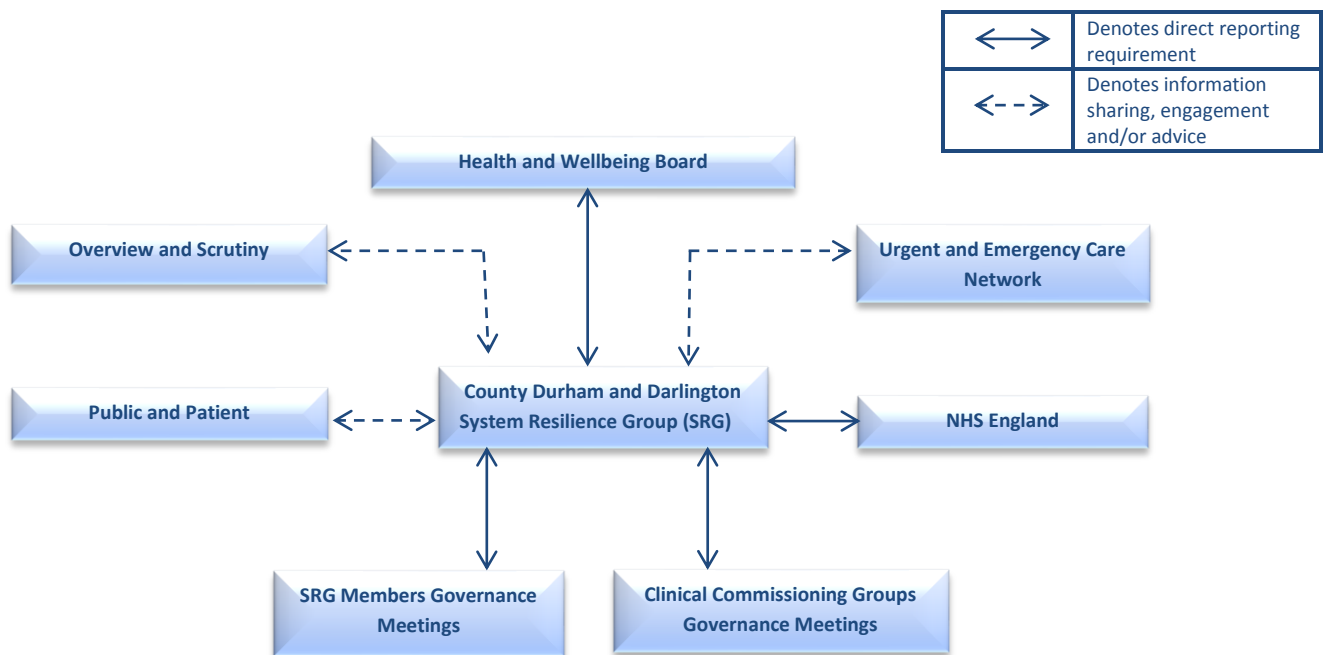 Denotes direct reporting
requirement
Denotes information
sharing, engagement
and/or advice
Health and Wellbeing Board
Overview and Scrutiny
Urgent and Emergency Care
Network
Public and Patient
County Durham and Darlington
System Resilience Group (SRG)
NHS England
SRG Members Governance
Meetings
Clinical Commissioning Groups
Governance Meetings